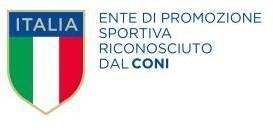 ITALIA
ENTE DI PROMOZIONE
SPORTIVA
RICONOSCIUTO
DAL CONI